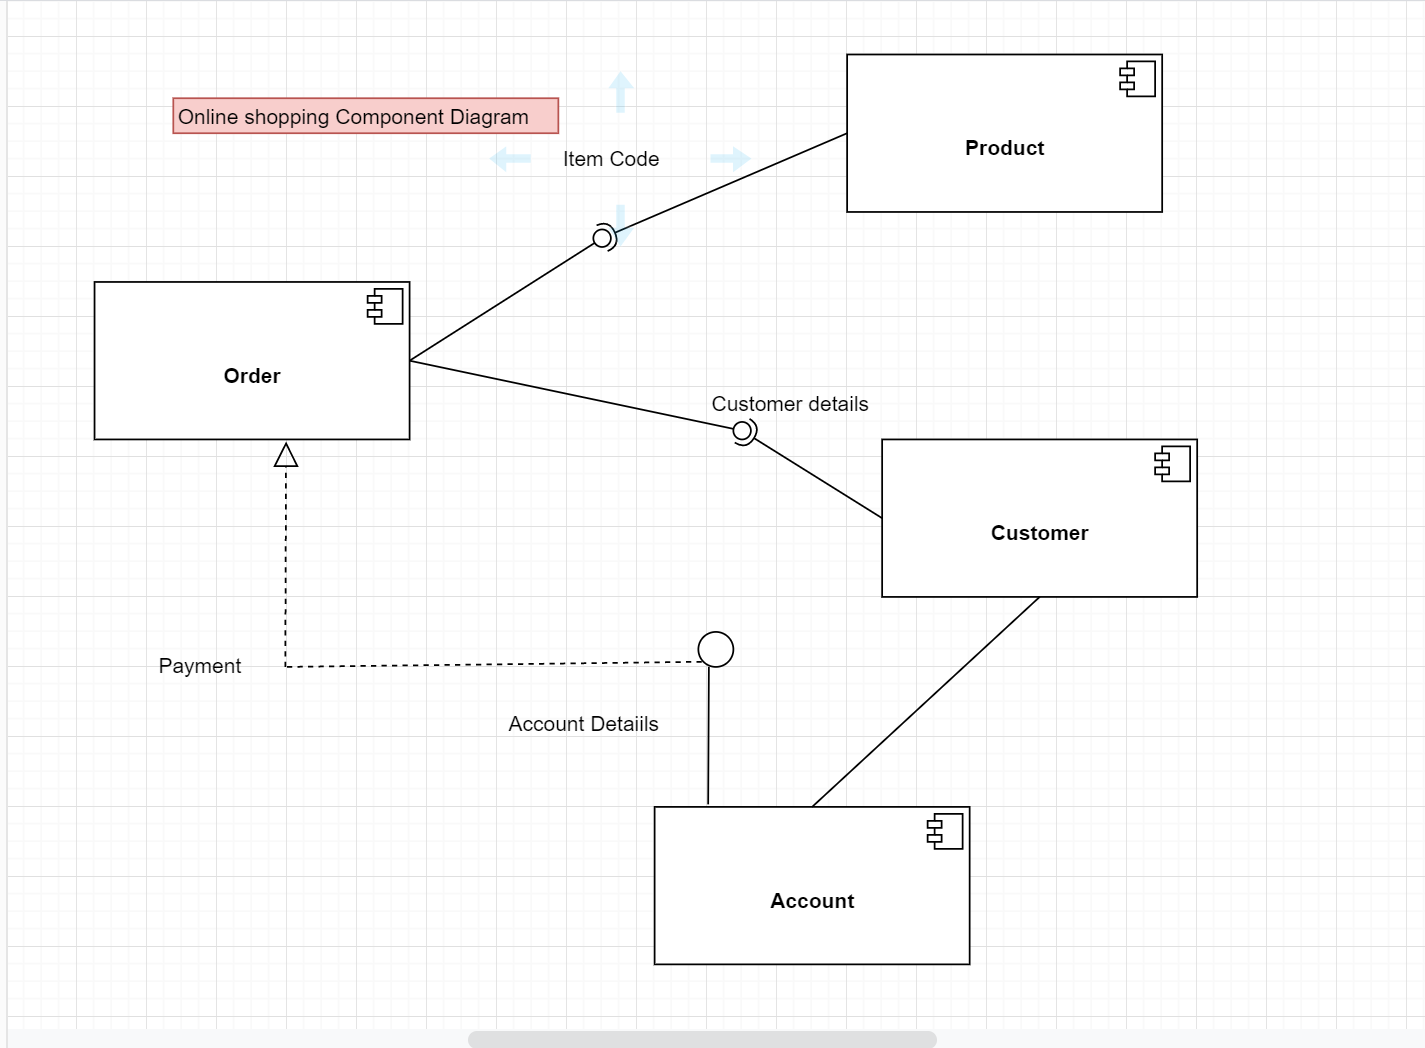 Online shopping Component Diagram
Item Code
Product
Order
Customer details
Customer
Payment
Account Detaiils
Account